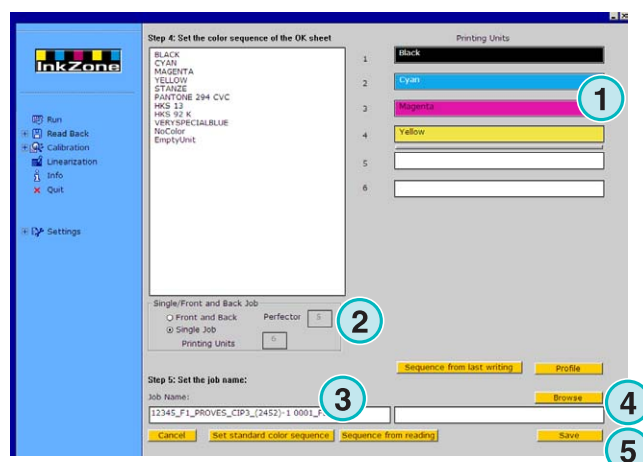 Step 4: Set the color sequence of the OK sheet
Printing Units
InkZone
Run
Read Back
Calibration
Linearization
Info
Quit
Settings
BLACK
CYAN
MAGENTA
YELLOW
STANZE
PANTONE 294 CVC
HKS 13
HKS 92 K
VERYSPECIALBLUE
NoColor
EmptyUnit
1 Black
2 Cyan
3 Magenta
4 Yellow
5
6
1
Single/Front and Back Job
Front and Back Perfector 5
Single Job
Printing Units 6
2
Sequence from last writing Profile
Step 5: Set the job name:
Job Name:
3
Browse
4
12345_F1_PROVES_CIP3_(2452)-1 0001_F
Cancel Set standard color sequence Sequence from reading Save
5